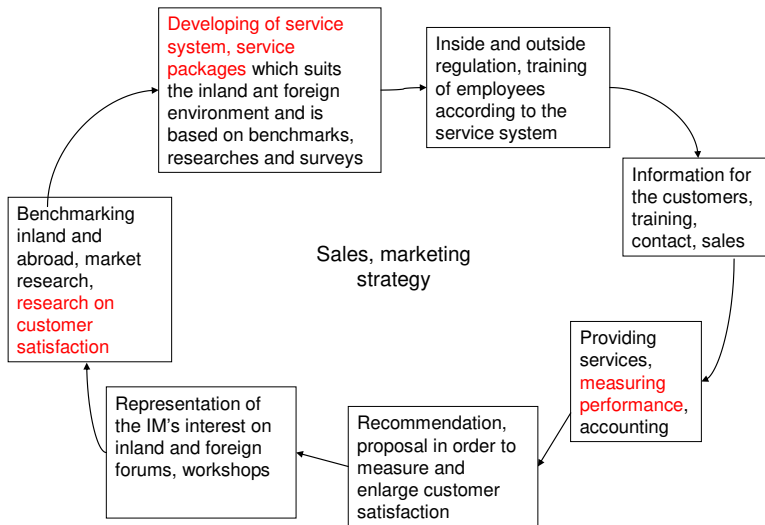 Developing of service
system, service
packages which suits
the inland ant foreign
environment and is
based on benchmarks,
researches and surveys
Inside and outside
regulation, training
of employees
according to the
service system
Information for
the customers,
training,
contact, sales
Benchmarking
inland and
abroad, market
research,
research on
customer
satisfaction
Sales, marketing
strategy
Providing
services,
measuring
performance,
accounting
Representation of
the IM's interest on
inland and foreign
forums, workshops
Recommendation,
proposal in order to
measure and
enlarge customer
satisfaction